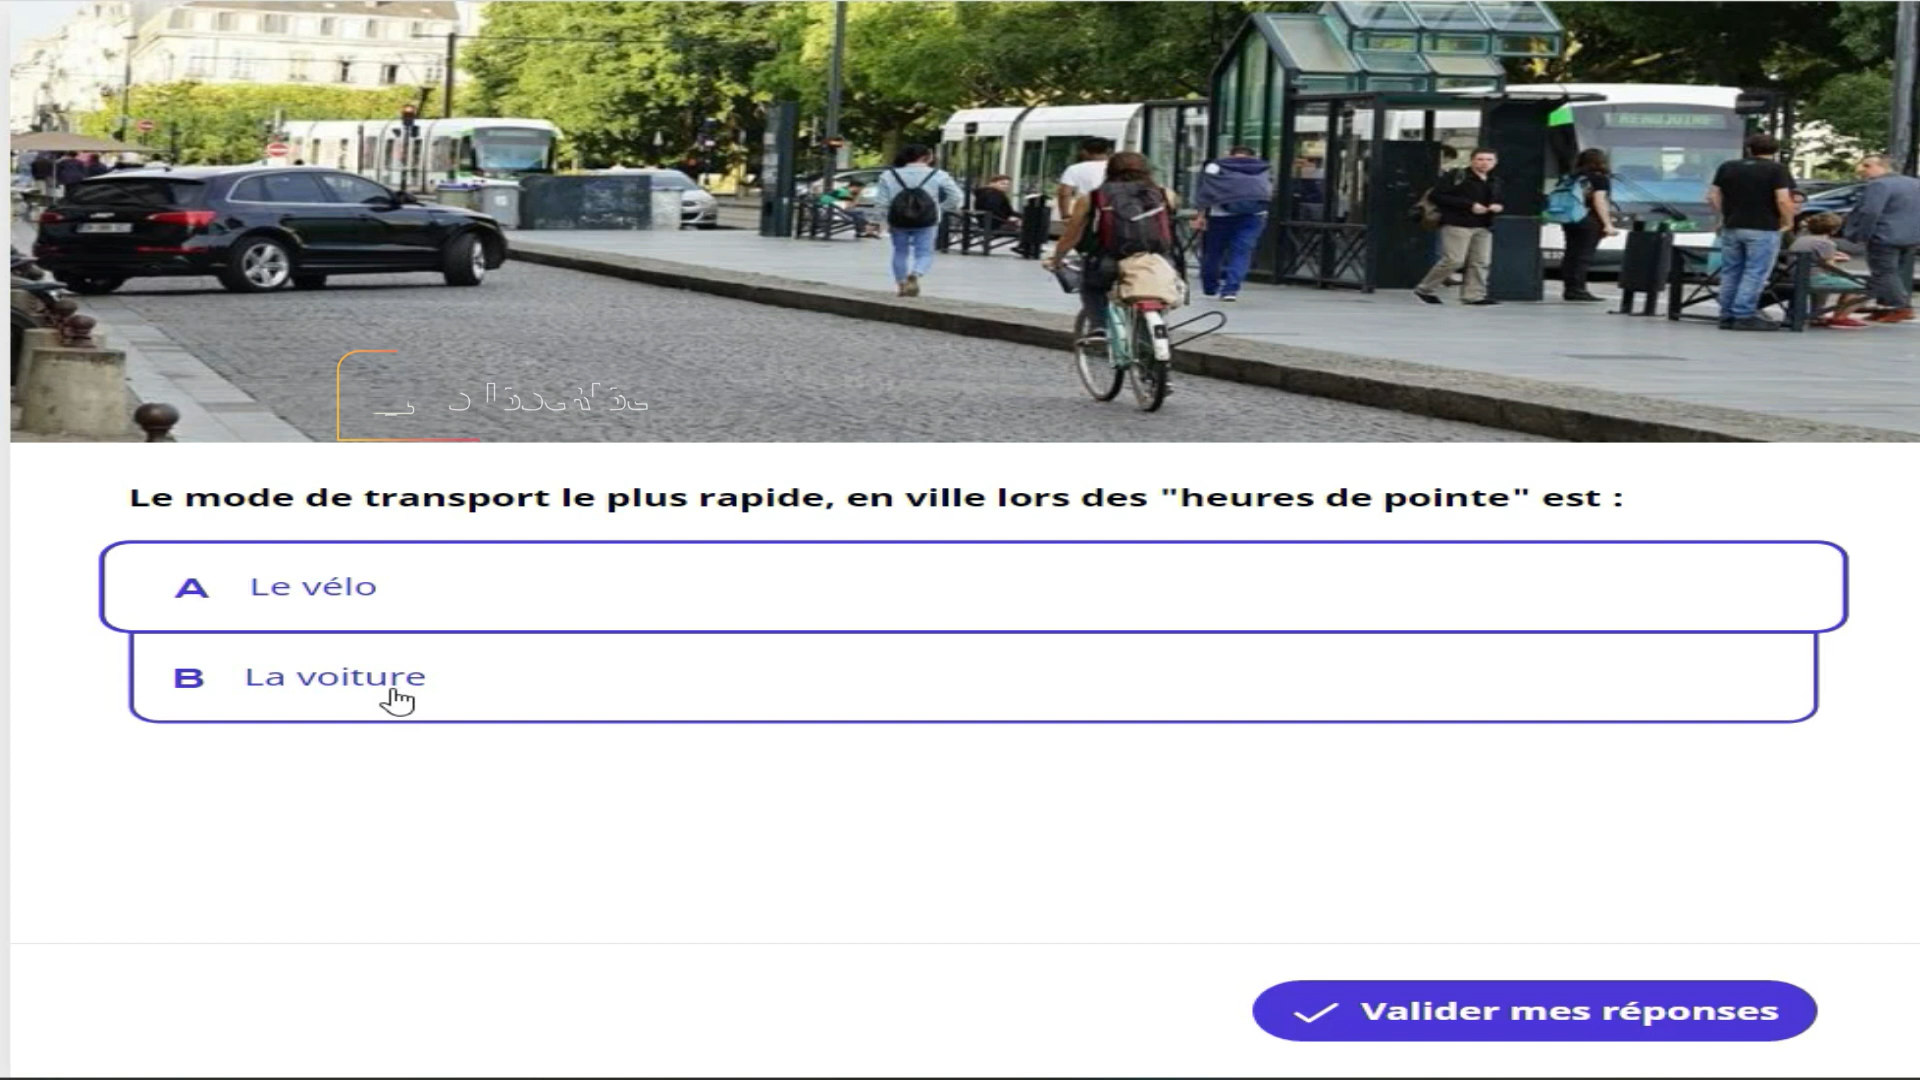 BEAUJOIRE
Le mode de transport le plus rapide, en ville lors des "heures de pointe" est :
A Le vélo
B La voiture
Valider mes réponses